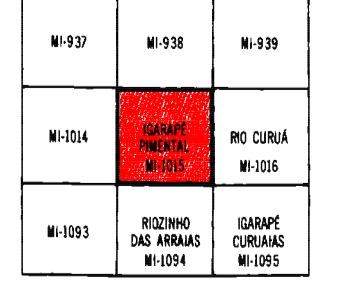 MI-937
MI-938
MI-939
MI-1014
IGARAPÉ
PIMENTAL
MI-1015
RIO CURUÁ
MI-1016
MI-1093
RIOZINHO
DAS ARRAIAS
MI-1094
IGARAPÉ
CURUAIAS
MI-1095